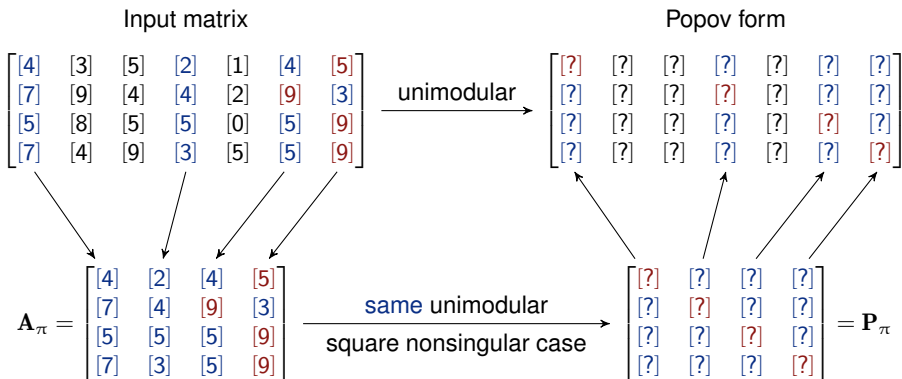 Input matrix
Popov form
[4] [3] [5] [2] [1] [4] [5]
[7] [9] [4] [4] [2] [9] [3]
[5] [8] [5] [5] [0] [5] [9]
[7] [4] [9] [3] [5] [5] [9]
unimodular
[?] [?] [?] [?] [?] [?] [?]
[?] [?] [?] [?] [?] [?] [?]
[?] [?] [?] [?] [?] [?] [?]
[?] [?] [?] [?] [?] [?] [?]
A_π =
[4] [2] [4] [5]
[7] [4] [9] [3]
[5] [5] [5] [9]
[7] [3] [5] [9]
same unimodular
square nonsingular case
[?] [?] [?] [?]
[?] [?] [?] [?]
[?] [?] [?] [?]
[?] [?] [?] [?]
= P_π